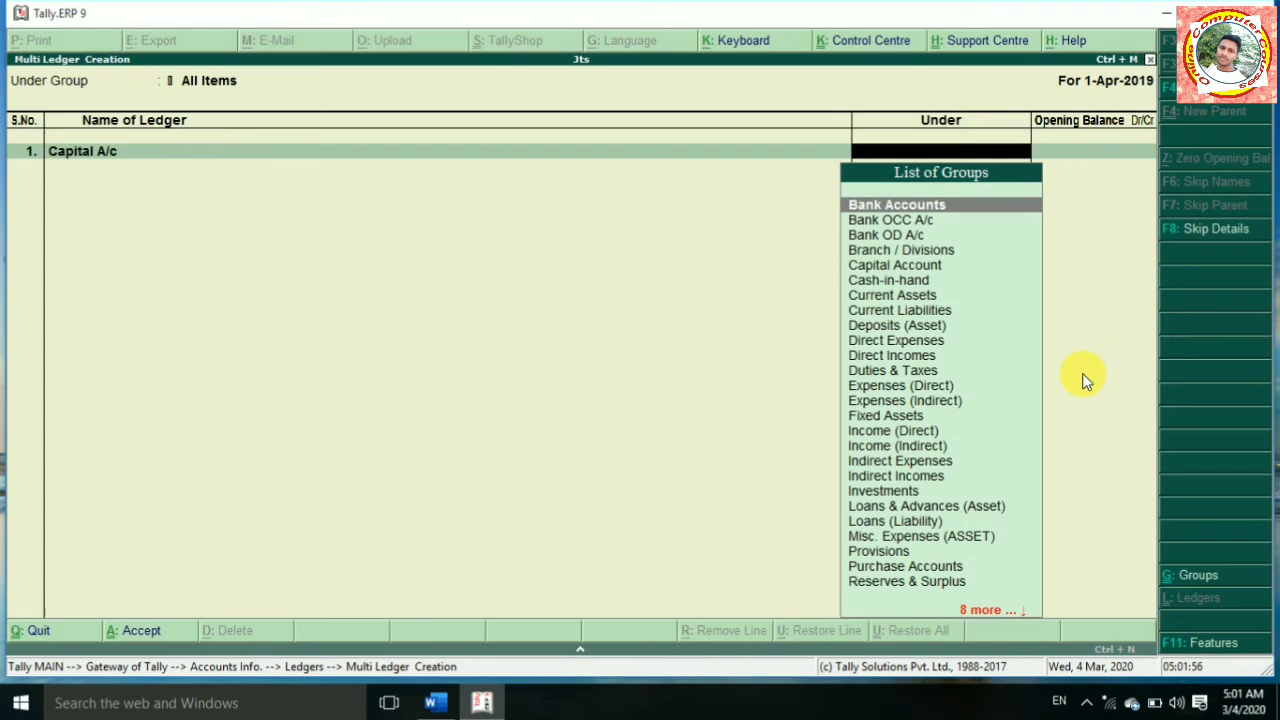 Tally.ERP 9
P: Print E: Export M: E-Mail O: Upload S: TallyShop G: Language K: Keyboard K: Control Centre H: Support Centre H: Help
Multi Ledger Creation Jts Ctrl + M
Under Group : All Items For 1-Apr-2019
S.No. Name of Ledger Under Opening Balance Dr/Cr
1. Capital A/c
List of Groups
Bank Accounts
Bank OCC A/c
Bank OD A/c
Branch / Divisions
Capital Account
Cash-in-hand
Current Assets
Current Liabilities
Deposits (Asset)
Direct Expenses
Direct Incomes
Duties & Taxes
Expenses (Direct)
Expenses (Indirect)
Fixed Assets
Income (Direct)
Income (Indirect)
Indirect Expenses
Indirect Incomes
Investments
Loans & Advances (Asset)
Loans (Liability)
Misc. Expenses (ASSET)
Provisions
Purchase Accounts
Reserves & Surplus
8 more ... ↓
Online Computer Courses
F3
F3
F4
F4: New Parent
Z: Zero Opening Bal
F6: Skip Names
F7: Skip Parent
F8: Skip Details
G: Groups
L: Ledgers
F11: Features
Q: Quit A: Accept D: Delete R: Remove Line U: Restore Line U: Restore All
Ctrl + N
Tally MAIN --> Gateway of Tally --> Accounts Info. --> Ledgers --> Multi Ledger Creation (c) Tally Solutions Pvt. Ltd., 1988-2017 Wed, 4 Mar, 2020 05:01:56
Search the web and Windows EN 5:01 AM
3/4/2020